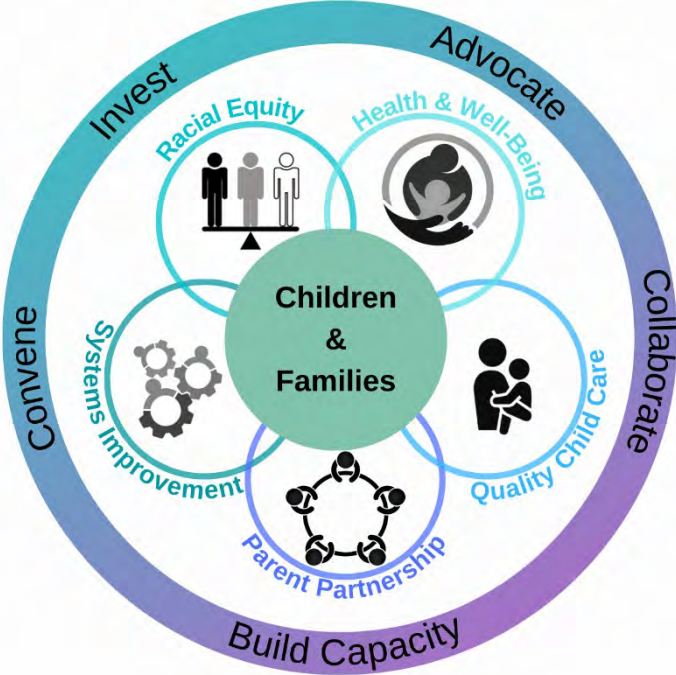 Invest
Advocate
Collaborate
Build Capacity
Convene
Racial Equity
Health & Well-Being
Quality Child Care
Parent Partnership
Systems Improvement
Children
&
Families